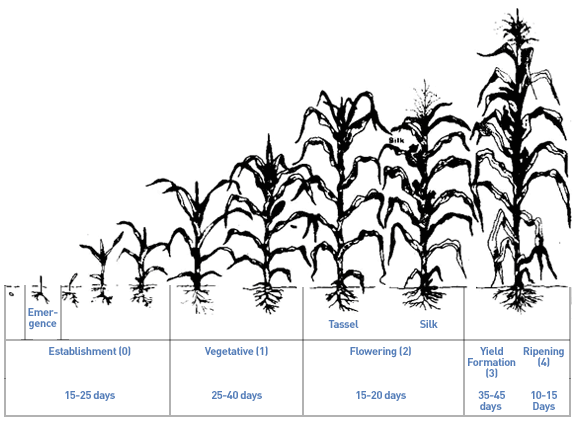 Silk
Emer-
gence
Tassel
Silk
Establishment (0)
Vegetative (1)
Flowering (2)
Yield
Formation
(3)
Ripening
(4)
15-25 days
25-40 days
15-20 days
35-45
days
10-15
Days